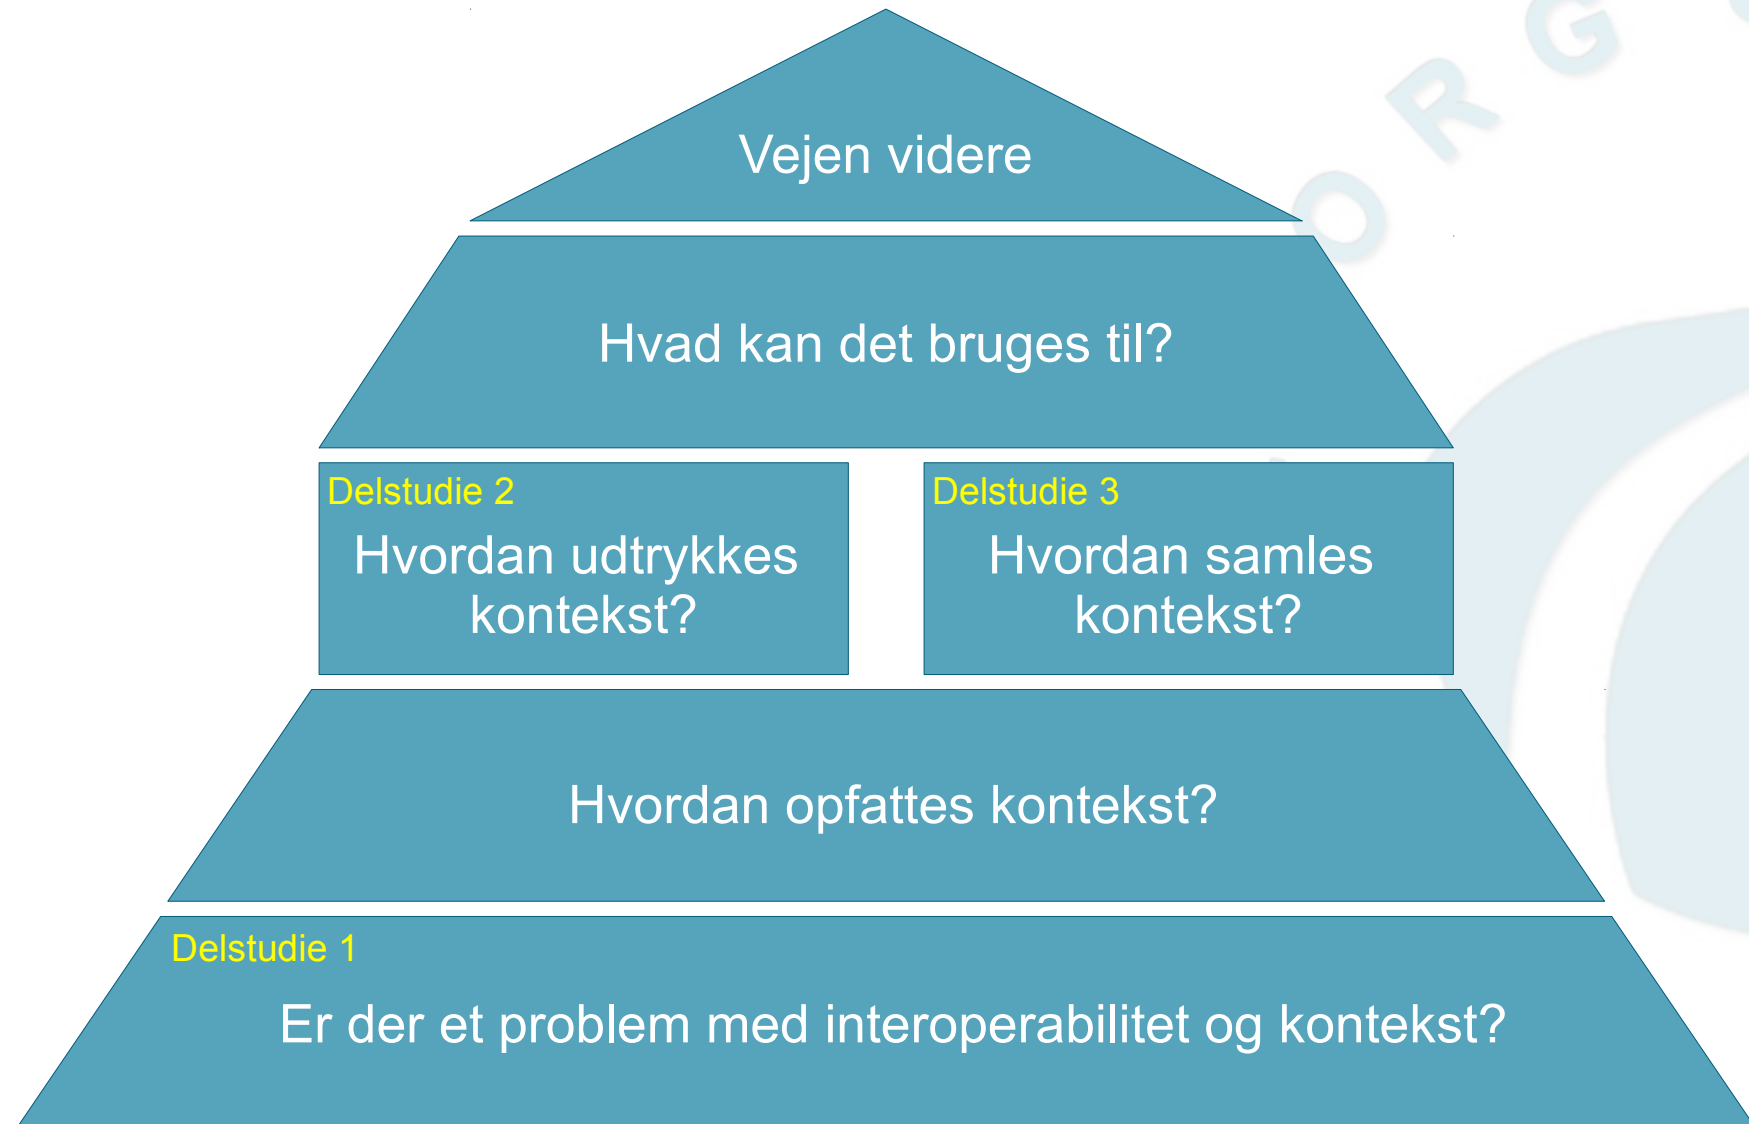 Vejen videre
Hvad kan det bruges til?
Delstudie 2
Hvordan udtrykkes
kontekst?
Delstudie 3
Hvordan samles
kontekst?
Hvordan opfattes kontekst?
Delstudie 1
Er der et problem med interoperabilitet og kontekst?